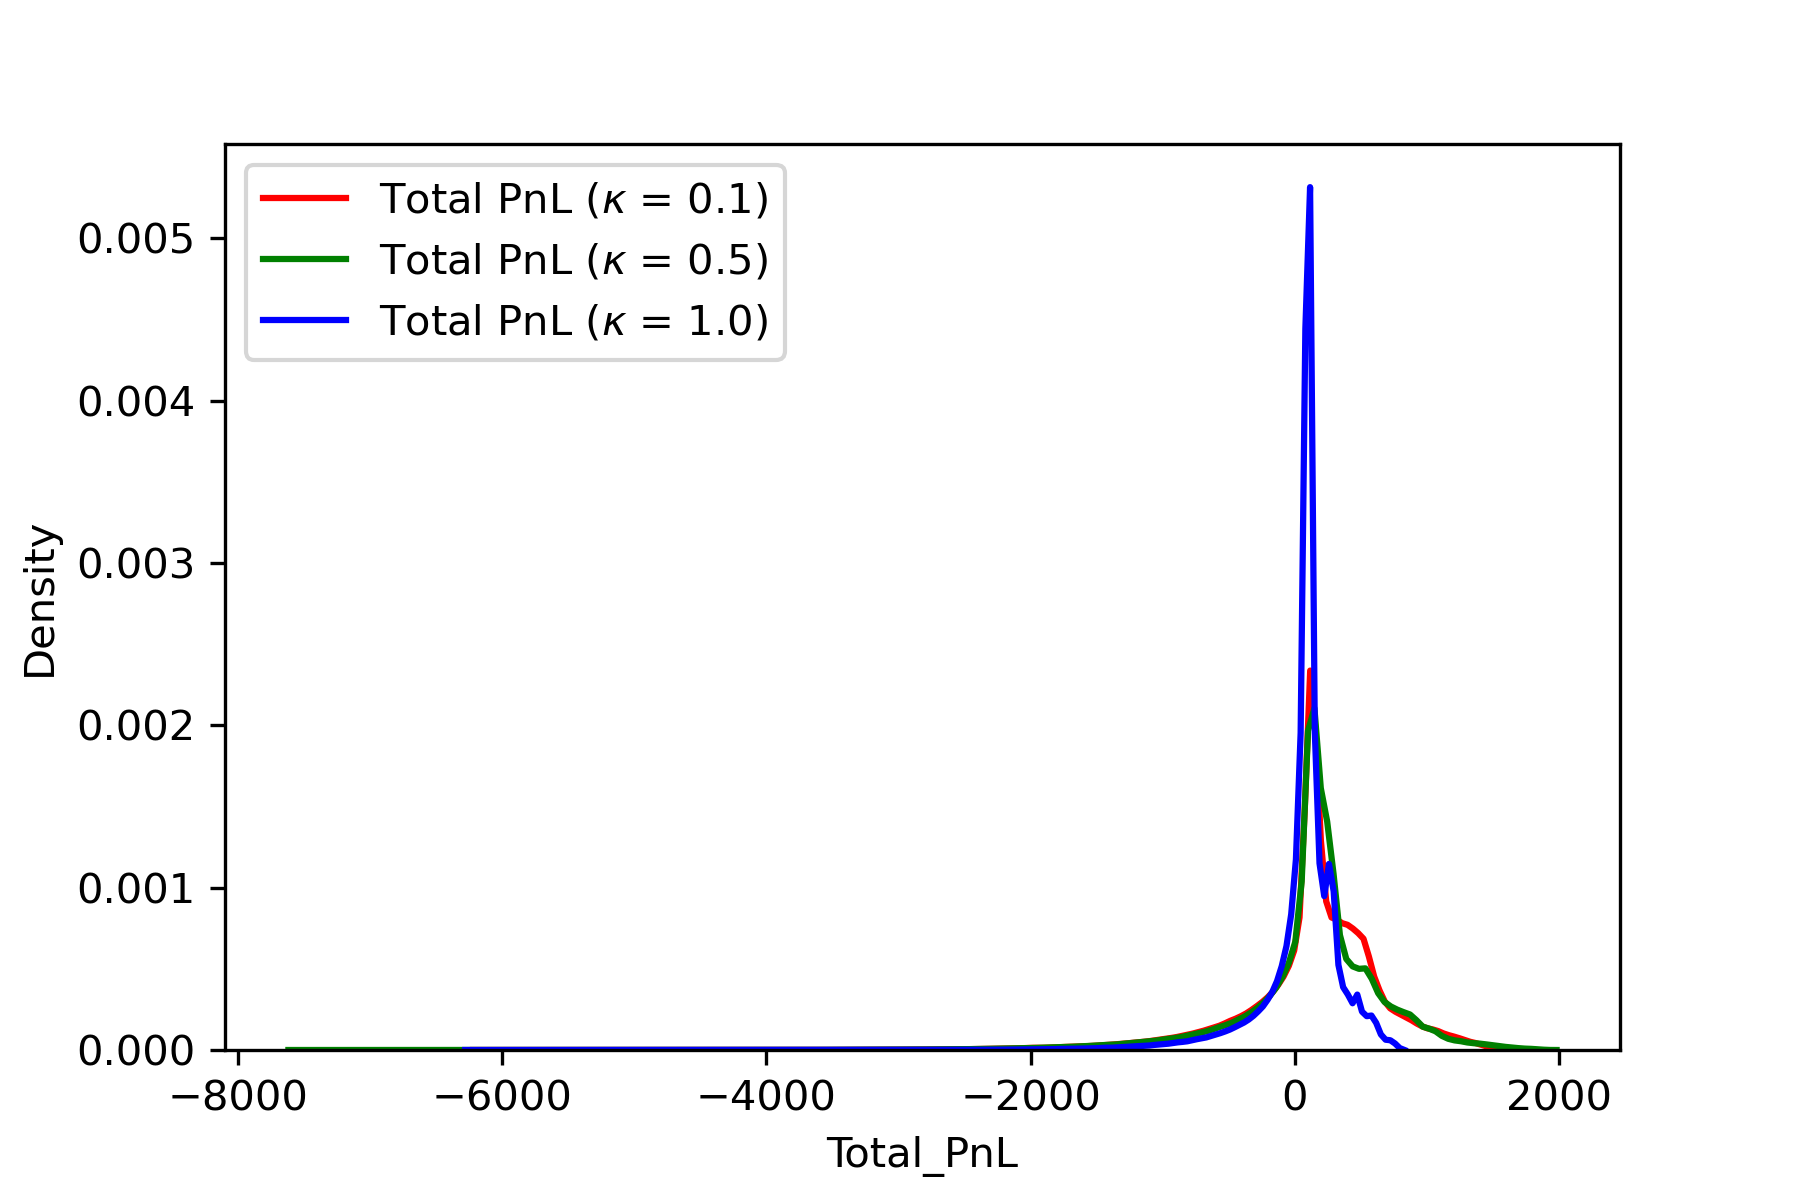 Total PnL (κ = 0.1)
Total PnL (κ = 0.5)
Total PnL (κ = 1.0)
0.005
0.004
0.003
0.002
0.001
0.000
Density
−8000 −6000 −4000 −2000 0 2000
Total_PnL